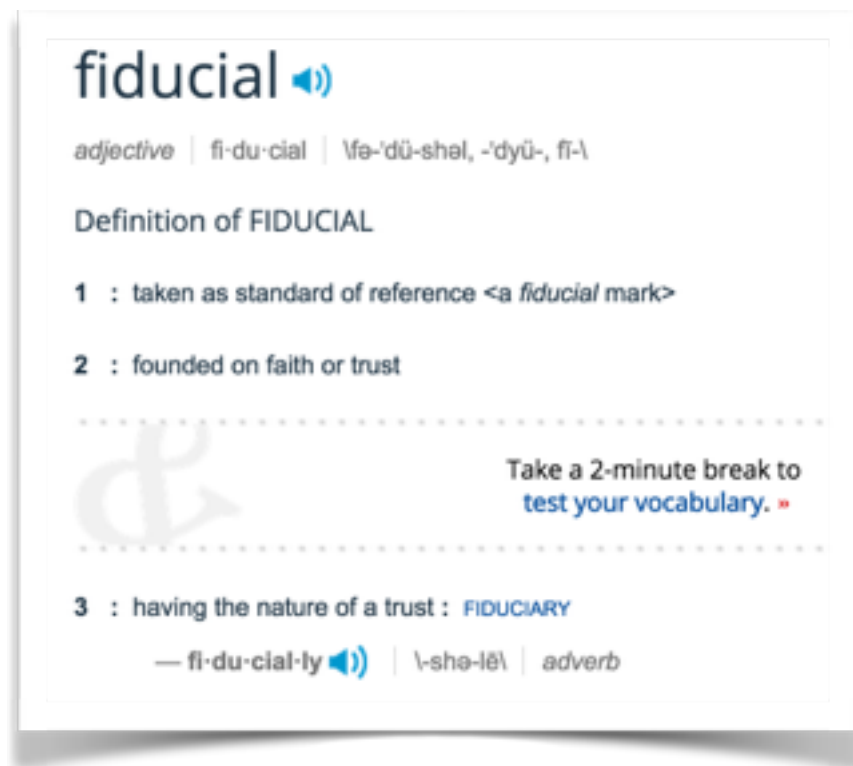 fiducial
adjective | fi·du·cial | \fə-ˈdü-shəl, -ˈdyü-, fī-\
Definition of FIDUCIAL
1 : taken as standard of reference <a fiducial mark>
2 : founded on faith or trust
&
Take a 2-minute break to
test your vocabulary. »
3 : having the nature of a trust : FIDUCIARY
— fi·du·cial·ly | \-shə-lē\ | adverb